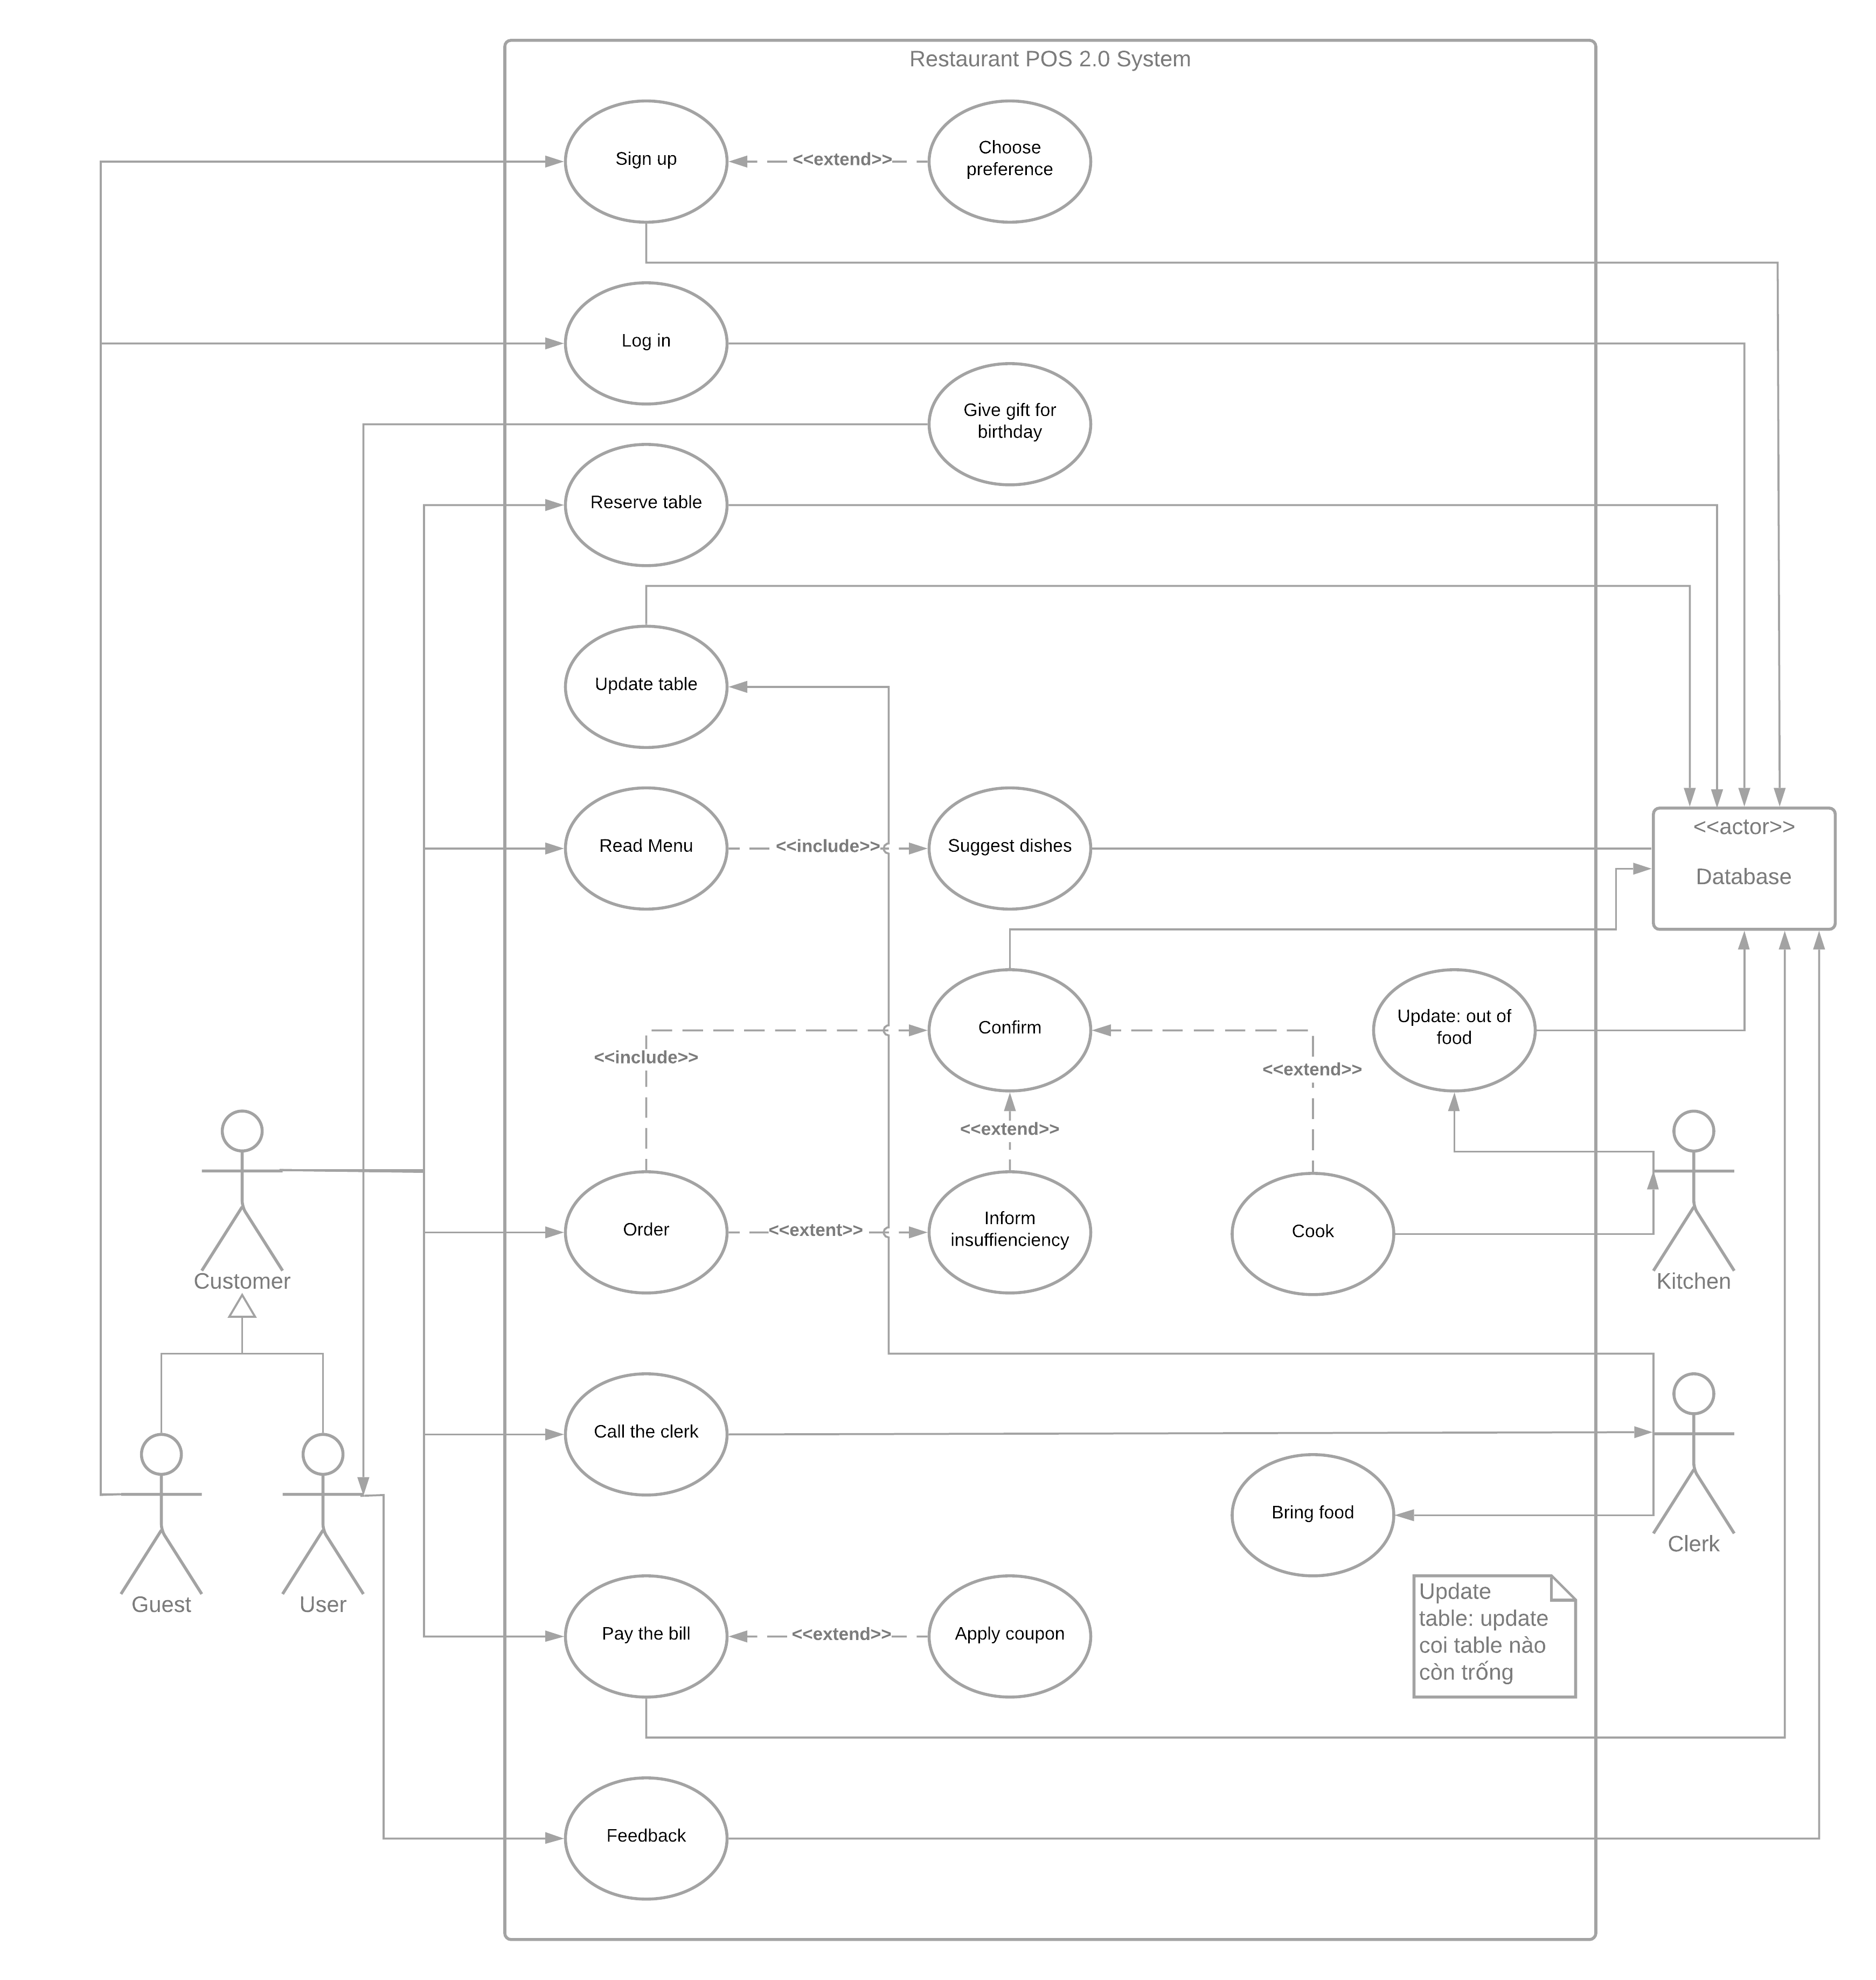 Restaurant POS 2.0 System
Sign up
<<extend>>
Choose
preference
Log in
Give gift for
birthday
Reserve table
Update table
Read Menu
<<include>>
Suggest dishes
<<actor>>
Database
Confirm
Update: out of
food
<<include>>
<<extend>>
<<extend>>
Order
<<extent>>
Inform
insuffienciency
Cook
Customer
Kitchen
Call the clerk
Bring food
Clerk
Guest
User
Pay the bill
<<extend>>
Apply coupon
Update
table: update
coi table nào
còn trống
Feedback